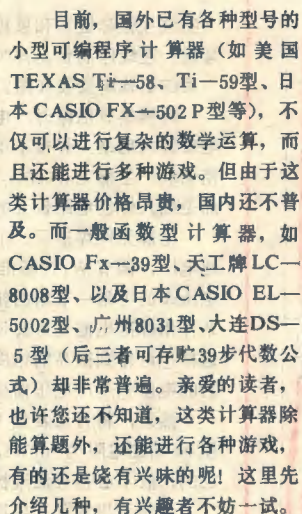 目前，国外已有各种型号的
小型可编程序计算器（如美国
TEXAS Ti—58、Ti—59型、日
本CASIO FX—502P型等），不
仅可以进行复杂的数学运算，而
且还能进行多种游戏。但由于这
类计算器价格昂贵，国内还不普
及。而一般函数型计算器，如
CASIO Fx—39型、天工牌LC—
8008型、以及日本CASIO EL—
5002型、广州8031型、大连DS—
5型（后三者可存贮39步代数公
式）却非常普遍。亲爱的读者，
也许您还不知道，这类计算器除
能算题外，还能进行各种游戏，
有的还是饶有兴味的呢！这里先
介绍几种，有兴趣者不妨一试。